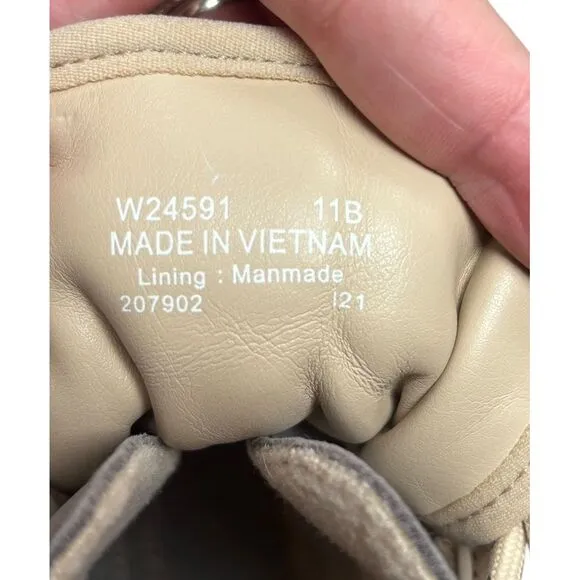 W24591 11B
MADE IN VIETNAM
Lining : Manmade
207902 I21